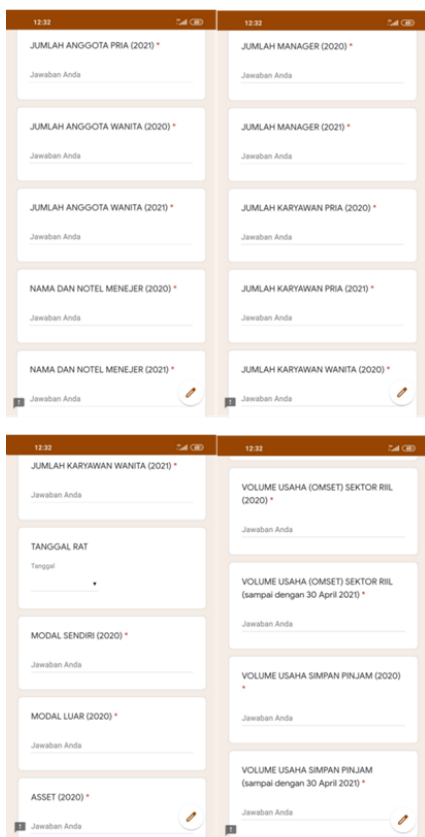 12:32
JUMLAH ANGGOTA PRIA (2021) *
Jawaban Anda
JUMLAH ANGGOTA WANITA (2020) *
Jawaban Anda
JUMLAH ANGGOTA WANITA (2021) *
Jawaban Anda
NAMA DAN NOTEL MENEJER (2020) *
Jawaban Anda
NAMA DAN NOTEL MENEJER (2021) *
Jawaban Anda
12:32
JUMLAH MANAGER (2020) *
Jawaban Anda
JUMLAH MANAGER (2021) *
Jawaban Anda
JUMLAH KARYAWAN PRIA (2020) *
Jawaban Anda
JUMLAH KARYAWAN PRIA (2021) *
Jawaban Anda
JUMLAH KARYAWAN WANITA (2020) *
Jawaban Anda
12:32
JUMLAH KARYAWAN WANITA (2021) *
Jawaban Anda
TANGGAL RAT
Tanggal
MODAL SENDIRI (2020) *
Jawaban Anda
MODAL LUAR (2020) *
Jawaban Anda
ASSET (2020) *
Jawaban Anda
12:32
VOLUME USAHA (OMSET) SEKTOR RIIL
(2020) *
Jawaban Anda
VOLUME USAHA (OMSET) SEKTOR RIIL
(sampai dengan 30 April 2021) *
Jawaban Anda
VOLUME USAHA SIMPAN PINJAM (2020)
*
Jawaban Anda
VOLUME USAHA SIMPAN PINJAM
(sampai dengan 30 April 2021) *
Jawaban Anda